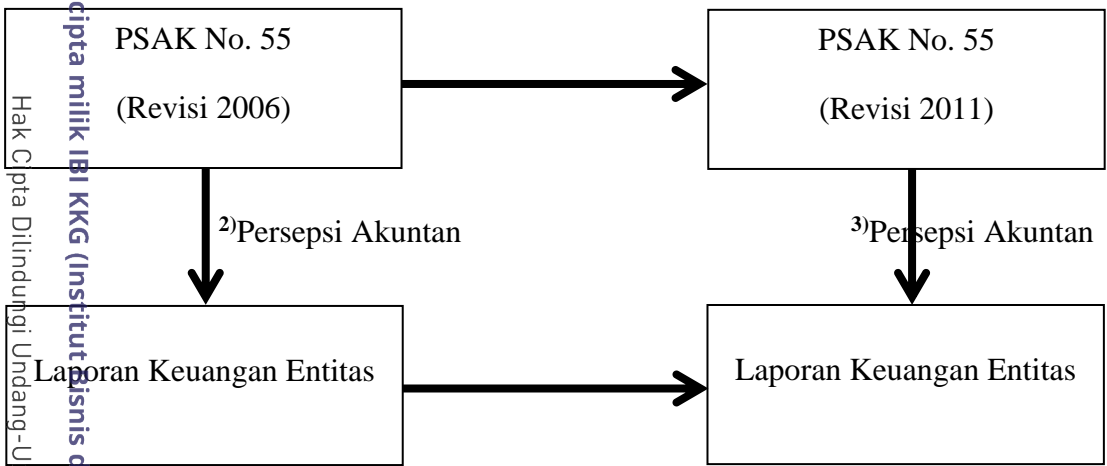 PSAK No. 55
(Revisi 2006)
PSAK No. 55
(Revisi 2011)
2)Persepsi Akuntan
3)Persepsi Akuntan
Laporan Keuangan Entitas
Laporan Keuangan Entitas
cipta milik IBI KKG (Institut Bisnis d
Hak Cipta Dilindungi Undang-U